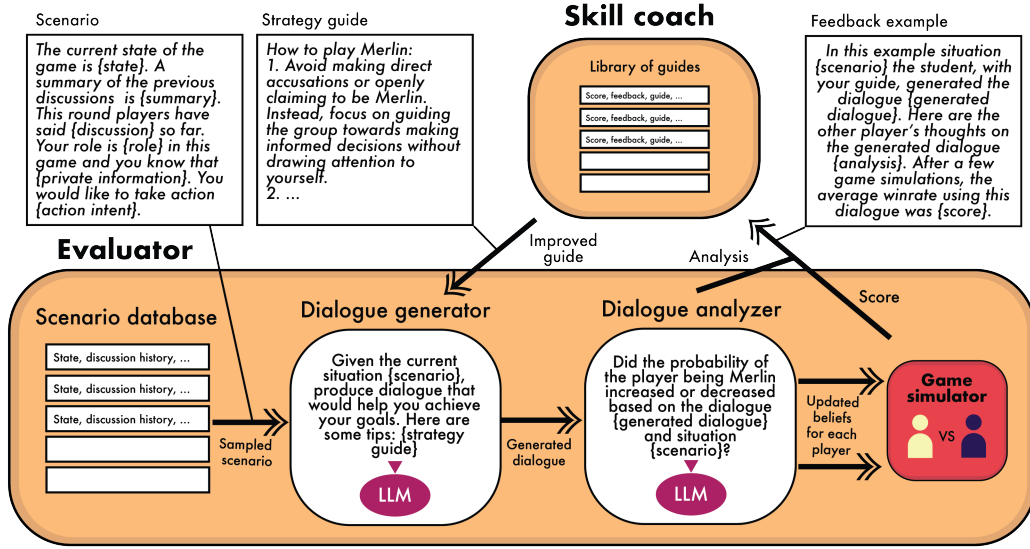 Scenario
The current state of the
game is {state}. A
summary of the previous
discussions is {summary}.
This round players have
said {discussion} so far.
Your role is {role} in this
game and you know that
{private information}. You
would like to take action
{action intent}.
Strategy guide
How to play Merlin:
1. Avoid making direct
accusations or openly
claiming to be Merlin.
Instead, focus on guiding
the group towards making
informed decisions without
drawing attention to
yourself.
2. ...
Skill coach
Library of guides
Score, feedback, guide, ...
Score, feedback, guide, ...
Score, feedback, guide, ...
Feedback example
In this example situation
{scenario} the student, with
your guide, generated the
dialogue {generated
dialogue}. Here are the
other player's thoughts on
the generated dialogue
{analysis}. After a few
game simulations, the
average winrate using this
dialogue was {score}.
Improved
guide
Analysis
Score
Evaluator
Scenario database
State, discussion history, ...
State, discussion history, ...
State, discussion history, ...
Sampled
scenario
Dialogue generator
Given the current
situation {scenario},
produce dialogue that
would help you achieve
your goals. Here are
some tips: {strategy
guide}
LLM
Generated
dialogue
Dialogue analyzer
Did the probability of
the player being Merlin
increased or decreased
based on the dialogue
{generated dialogue}
and situation
{scenario}?
LLM
Updated
beliefs
for each
player
Game
simulator
VS